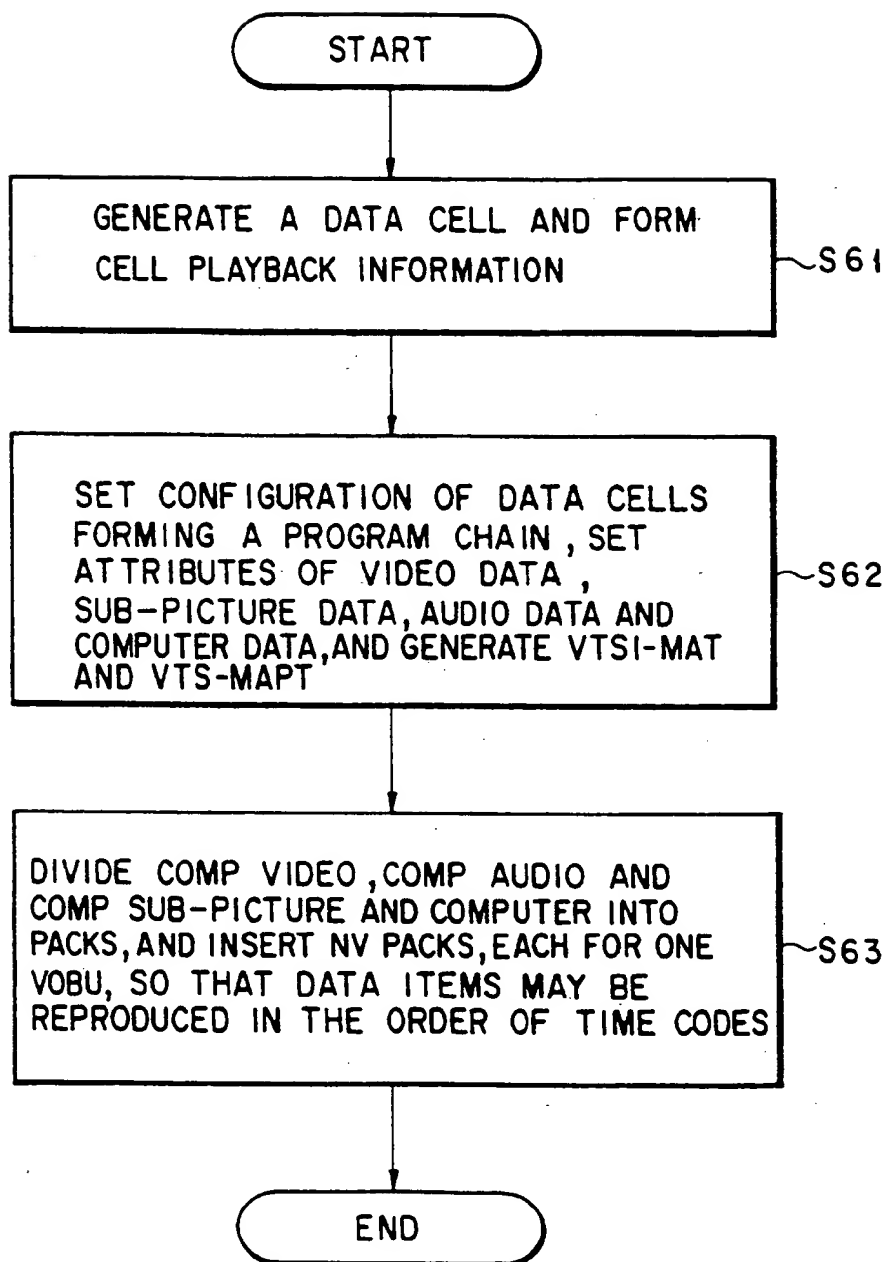 START
GENERATE A DATA CELL AND FORM
CELL PLAYBACK INFORMATION
S61
SET CONFIGURATION OF DATA CELLS
FORMING A PROGRAM CHAIN, SET
ATTRIBUTES OF VIDEO DATA,
SUB-PICTURE DATA, AUDIO DATA AND
COMPUTER DATA, AND GENERATE VTSI-MAT
AND VTS-MAPT
S62
DIVIDE COMP VIDEO, COMP AUDIO AND
COMP SUB-PICTURE AND COMPUTER INTO
PACKS, AND INSERT NV PACKS, EACH FOR ONE
VOBU, SO THAT DATA ITEMS MAY BE
REPRODUCED IN THE ORDER OF TIME CODES
S63
END